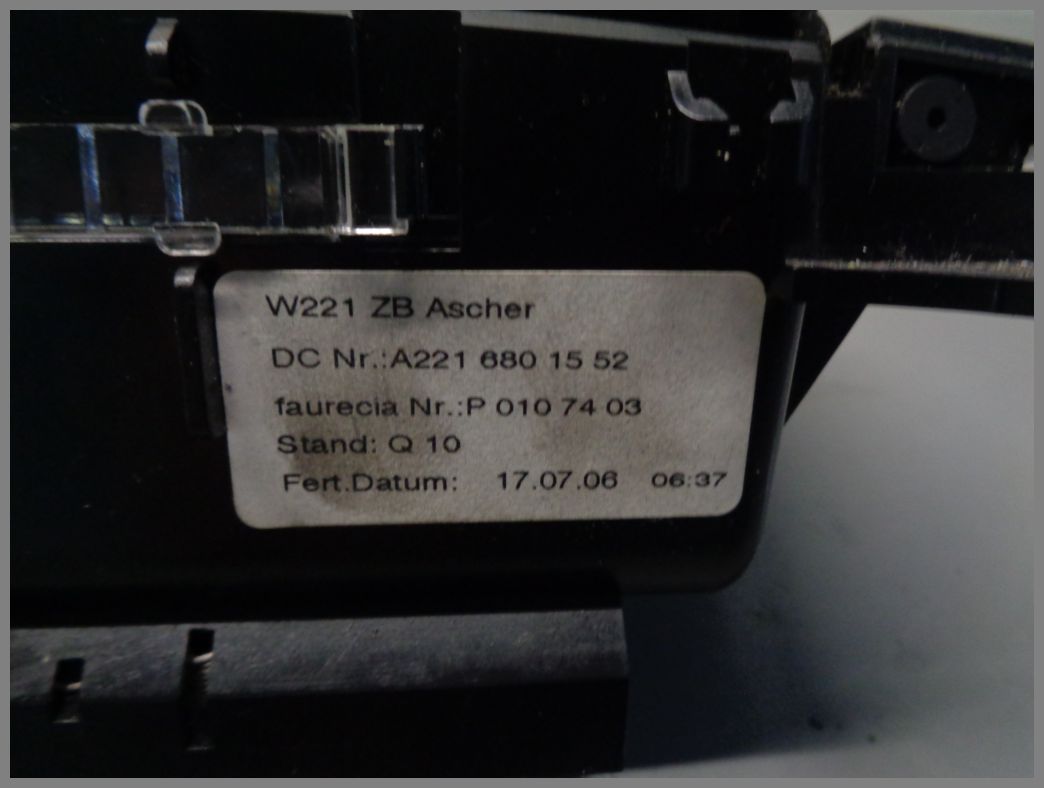 W221 ZB Ascher
DC Nr.:A221 680 15 52
faurecia Nr.:P 010 74 03
Stand: Q 10
Fert.Datum: 17.07.06 06:37